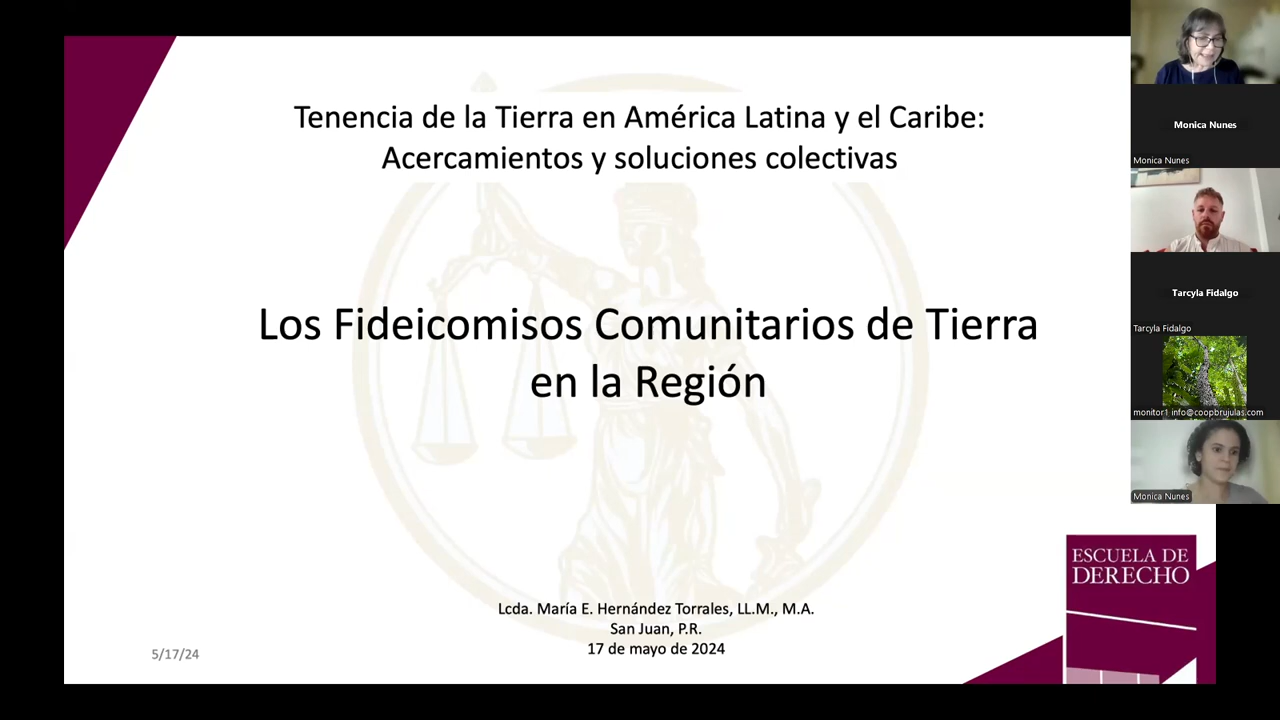 Tenencia de la Tierra en América Latina y el Caribe:
Acercamientos y soluciones colectivas
Los Fideicomisos Comunitarios de Tierra
en la Región
Lcda. María E. Hernández Torrales, LL.M., M.A.
San Juan, P.R.
17 de mayo de 2024
5/17/24
ESCUELA DE
DERECHO
Monica Nunes
Monica Nunes
Tarcyla Fidalgo
Tarcyla Fidalgo
monitor1 info@coopbrujulas.com
Monica Nunes